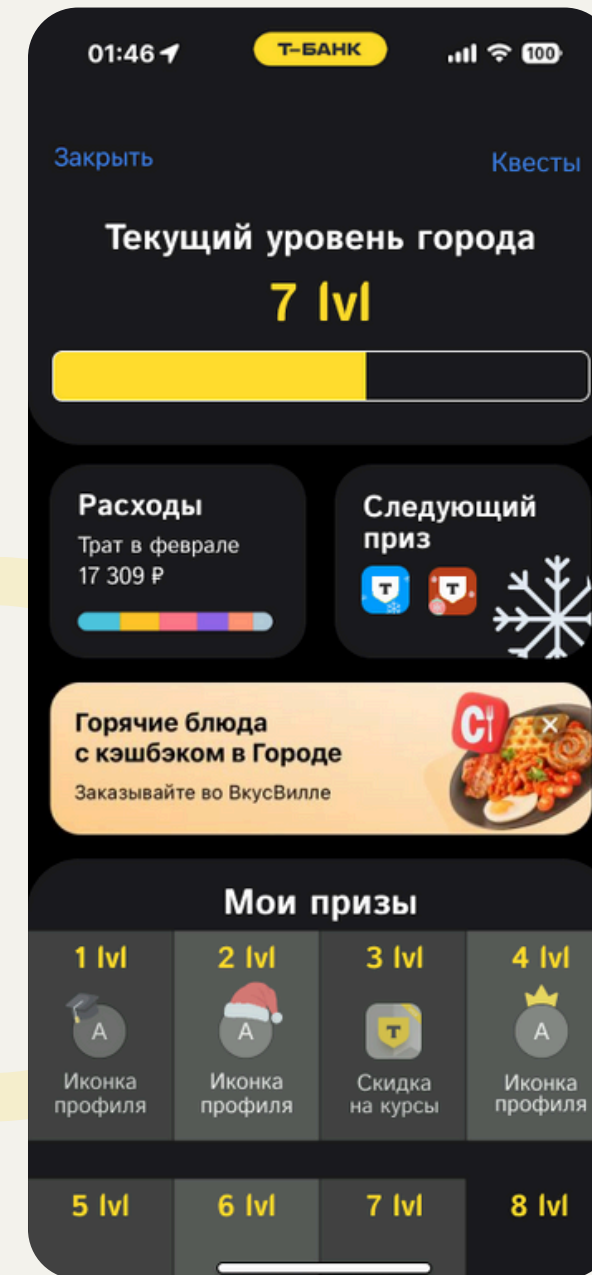 01:46
Т-БАНК
100
Закрыть
Квесты
Текущий уровень города
7 lvl
Расходы
Трат в феврале
17 309 ₽
Следующий
приз
Т
Т
Горячие блюда
с кэшбэком в Городе
Заказывайте во ВкусВилле
С
Мои призы
1 lvl
2 lvl
3 lvl
4 lvl
А
А
Т
А
Иконка
профиля
Иконка
профиля
Скидка
на курсы
Иконка
профиля
5 lvl
6 lvl
7 lvl
8 lvl